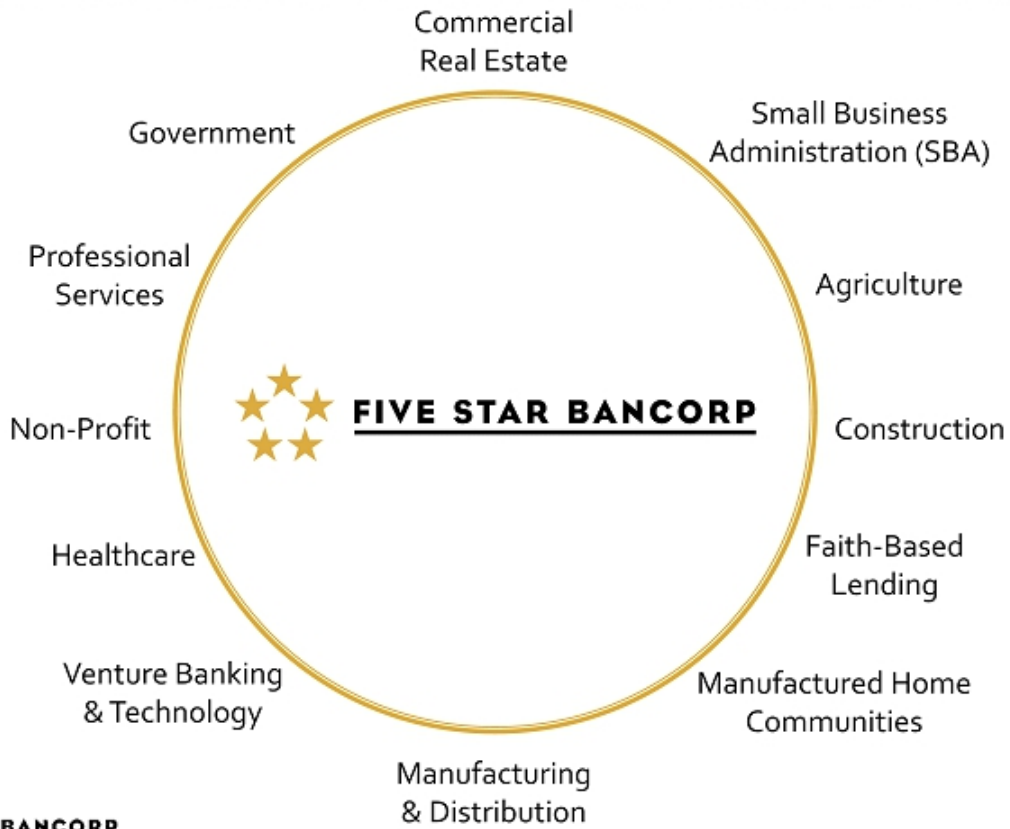 Commercial
Real Estate
Small Business
Administration (SBA)
Agriculture
Construction
Faith-Based
Lending
Manufactured Home
Communities
Manufacturing
& Distribution
Venture Banking
& Technology
Healthcare
Non-Profit
Professional
Services
Government
FIVE STAR BANCORP
BANCORP